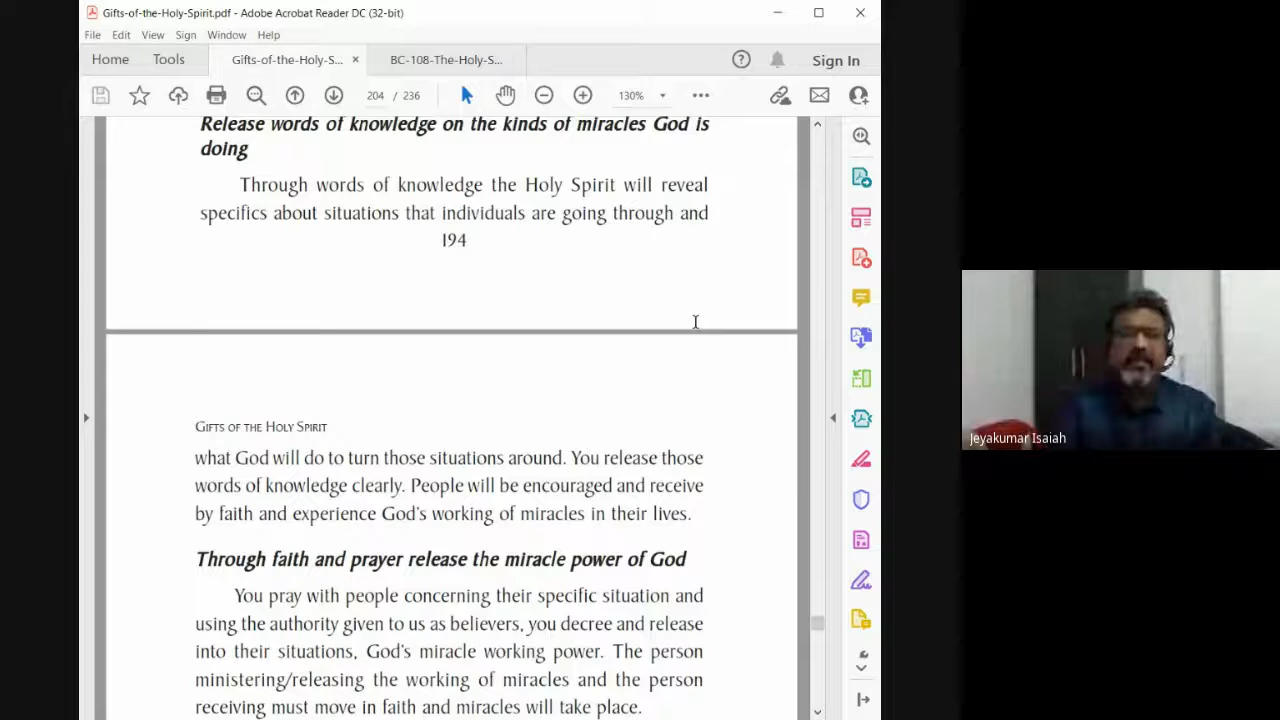 Gifts-of-the-Holy-Spirit.pdf - Adobe Acrobat Reader DC (32-bit)
File Edit View Sign Window Help
Home Tools Gifts-of-the-Holy-S... × BC-108-The-Holy-S... Sign In
204 / 236 130%
Release words of knowledge on the kinds of miracles God is
doing
Through words of knowledge the Holy Spirit will reveal
specifics about situations that individuals are going through and
194
GIFTS OF THE HOLY SPIRIT
what God will do to turn those situations around. You release those
words of knowledge clearly. People will be encouraged and receive
by faith and experience God's working of miracles in their lives.
Through faith and prayer release the miracle power of God
You pray with people concerning their specific situation and
using the authority given to us as believers, you decree and release
into their situations, God's miracle working power. The person
ministering/releasing the working of miracles and the person
receiving must move in faith and miracles will take place.
Jeyakumar Isaiah